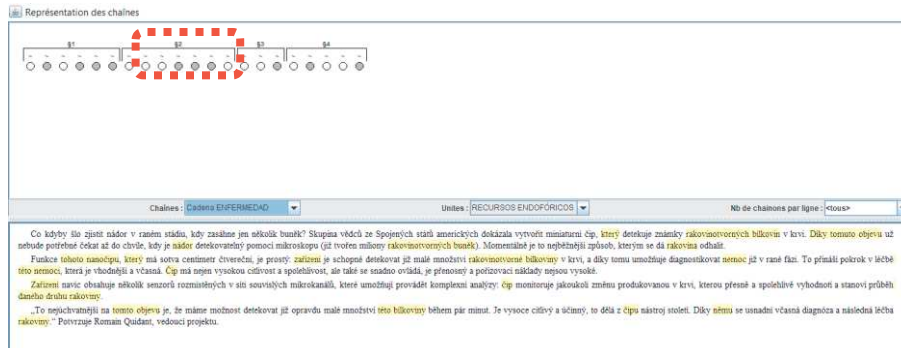 Représentation des chaînes
§1 §2 §3 §4
Chaînes : Cadena ENFERMEDAD Unites : RECURSOS ENDOFÓRICOS Nb de chainons par ligne : <tous>
Co kdyby šlo zjistit nádor v raném stádiu, kdy zasáhne jen několik buněk? Skupina vědců ze Spojených států amerických dokázala vytvořit miniaturní čip, který detekuje známky rakovinotvorných bílkovin v krvi. Díky tomuto objevu už
nebude potřebné čekat až do chvíle, kdy je nádor detekovatelný pomocí mikroskopu (již tvořen miliony rakovinotvorných buněk). Momentálně je to nejběžnější způsob, kterým se dá rakovina odhalit.
Funkce tohoto nanočipu, který má sotva centimetr čtvereční, je prostý: zařízení je schopné detekovat již malé množství rakovinotvorné bílkoviny v krvi, a díky tomu umožňuje diagnostikovat nemoc již v rané fázi. To přináší pokrok v léčbě
této nemoci, která je vhodnější a včasná. Čip má nejen vysokou citlivost a spolehlivost, ale také se snadno ovládá, je přenosný a pořizovací náklady nejsou vysoké.
Zařízení navíc obsahuje několik senzorů rozmístěných v síti souvislých mikrokanálů, které umožňují provádět komplexní analýzy: čip monitoruje jakoukoli změnu produkovanou v krvi, kterou přesně a spolehlivě vyhodnotí a stanoví průběh
daného druhu rakoviny.
„To nejúchvatnější na tomto objevu je, že máme možnost detekovat již opravdu malé množství této bílkoviny během pár minut. Je vysoce citlivý a účinný, to dělá z čipu nástroj století. Díky němu se usnadní včasná diagnóza a následná léčba
rakoviny.“ Potvrzuje Romain Quidant, vedoucí projektu.